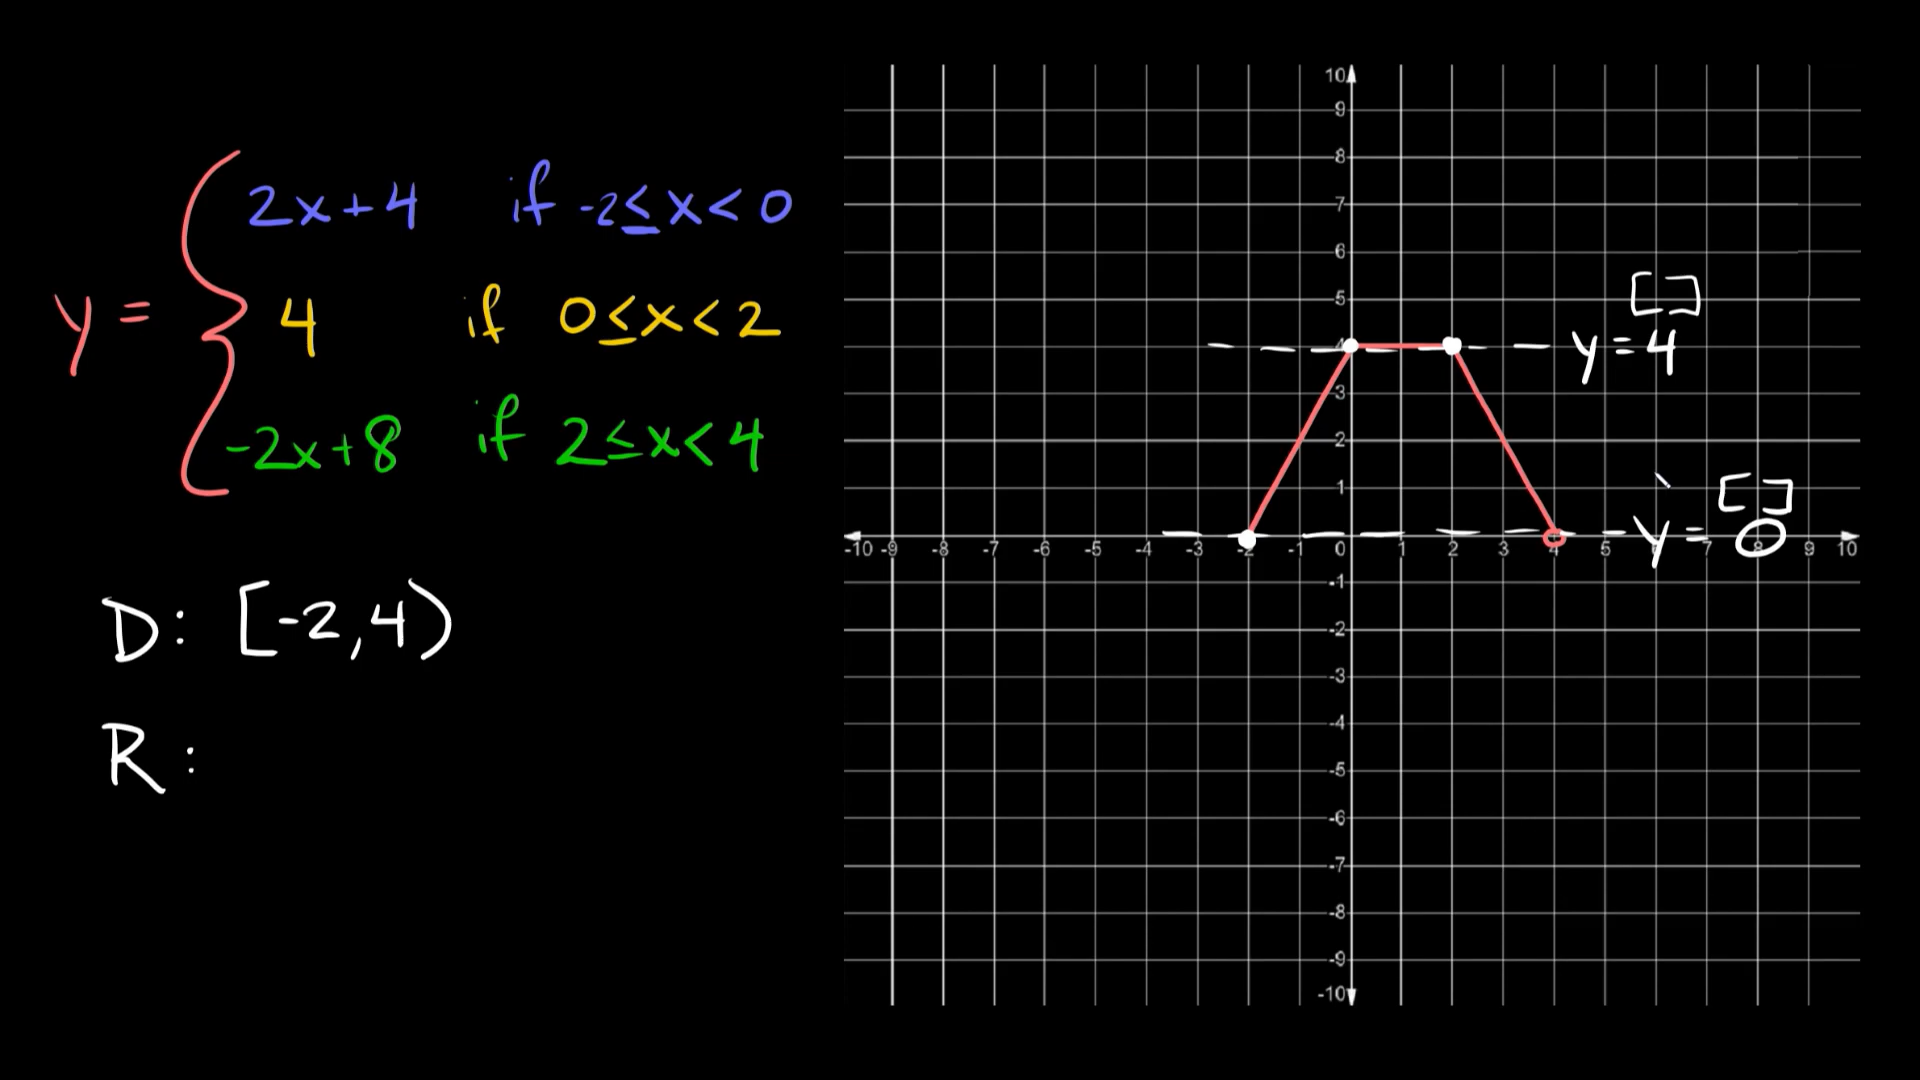 y = { 2x+4 if -2≤x<0
4 if 0≤x<2
-2x+8 if 2≤x<4
D: [-2,4)
R:
10
9
8
7
6
5 [ ]
4 y=4
3
2
1 [ ]
-10 -9 -8 -7 -6 -5 -4 -3 -2 -1 0 1 2 3 4 5 y = 7 0 8 9 10
-1
-2
-3
-4
-5
-6
-7
-8
-9
-10